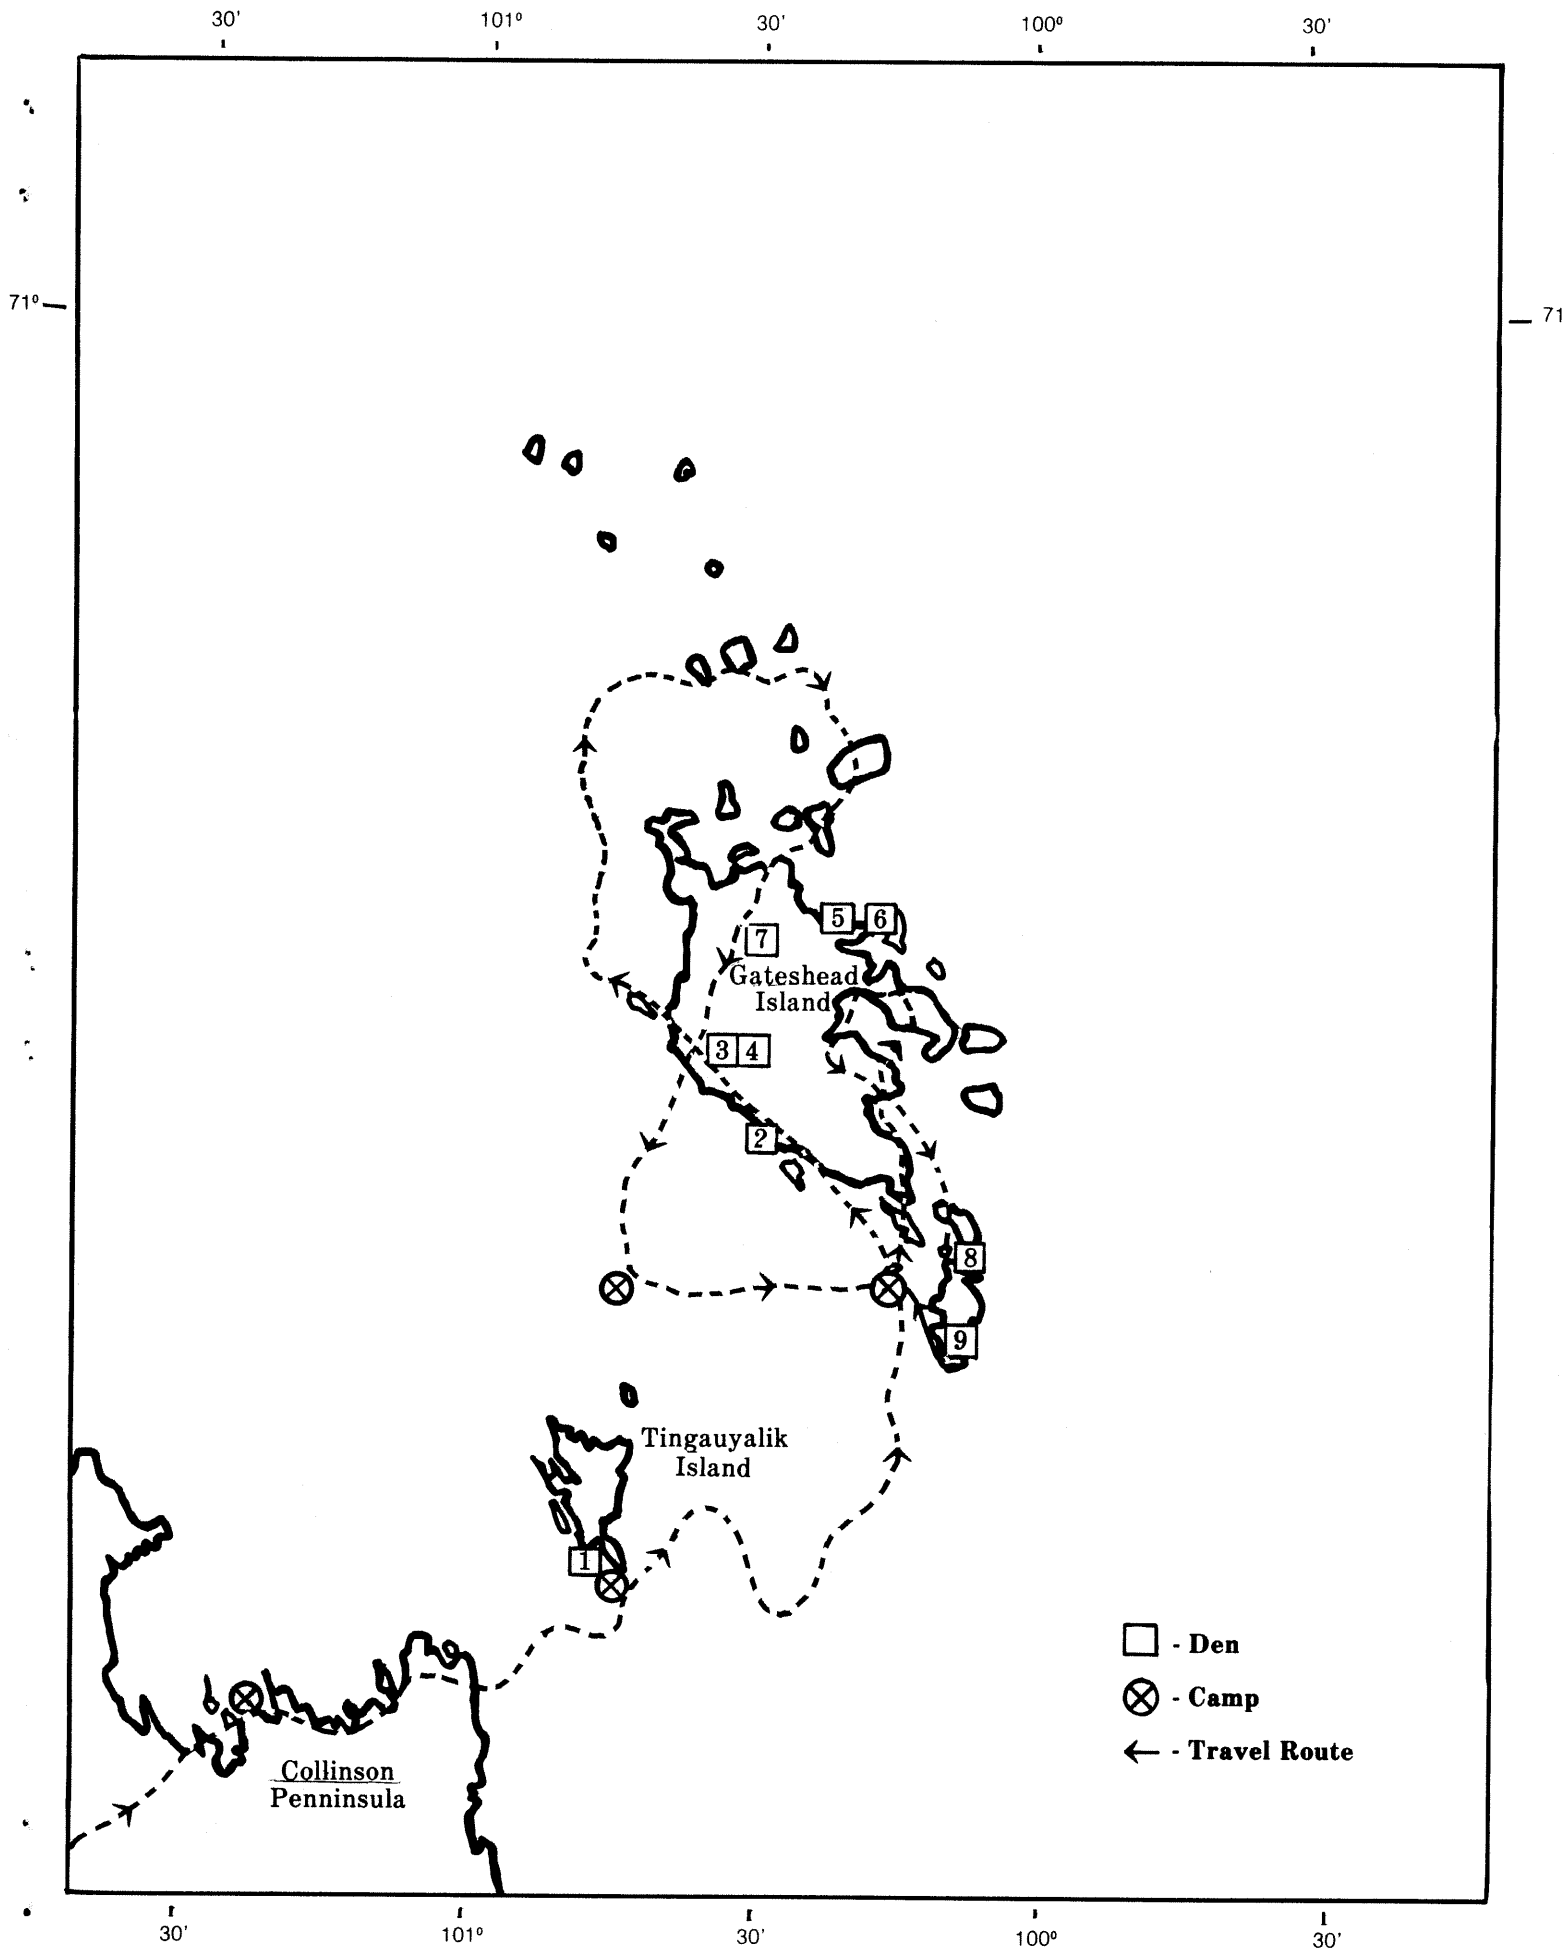 30' 101° 30' 100° 30'
71° 71
5 6
7
Gateshead
Island
3 4
2
8
9
Tingauyalik
Island
1
- Den
- Camp
- Travel Route
Collinson
Penninsula
30' 101° 30' 100° 30'